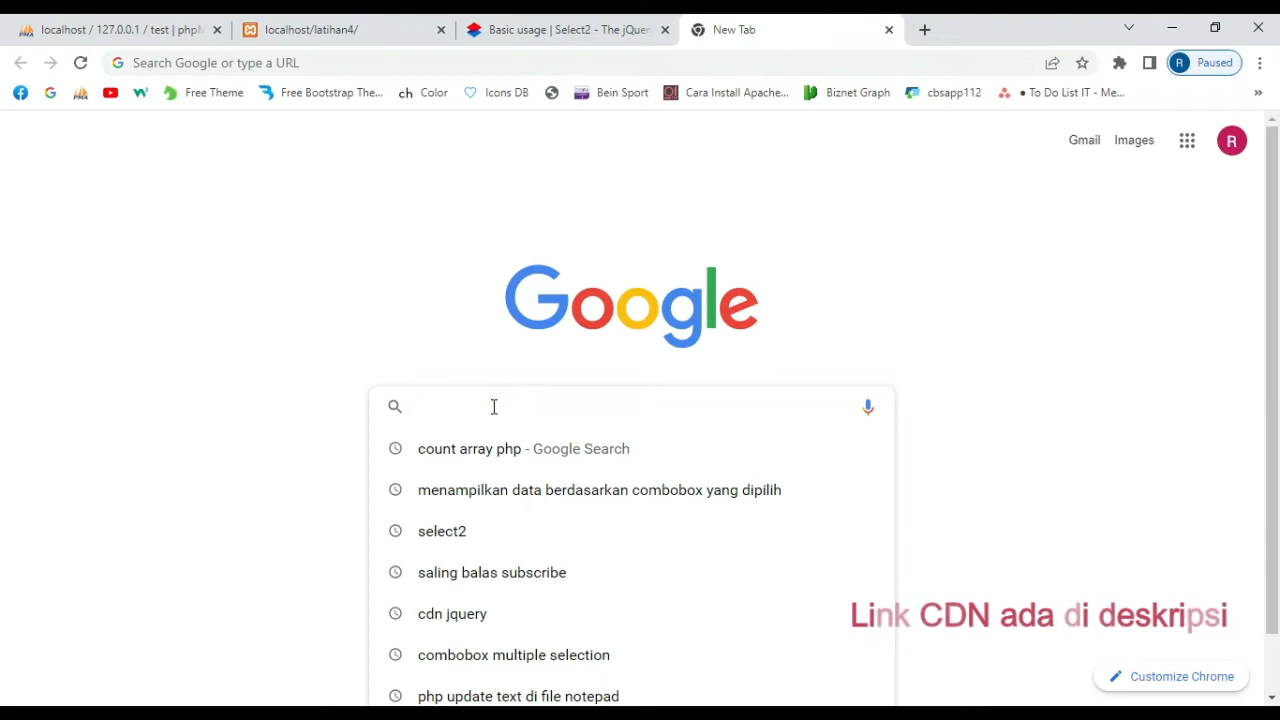 localhost / 127.0.0.1 / test | phpM
localhost/latihan4/
Basic usage | Select2 - The jQuery
New Tab
Search Google or type a URL
R Paused
Free Theme
Free Bootstrap The...
ch Color
Icons DB
Bein Sport
Cara Install Apache...
Biznet Graph
cbsapp112
• To Do List IT - Me...
Gmail
Images
R
Google
count array php - Google Search
menampilkan data berdasarkan combobox yang dipilih
select2
saling balas subscribe
cdn jquery
combobox multiple selection
php update text di file notepad
Link CDN ada di deskripsi
Customize Chrome